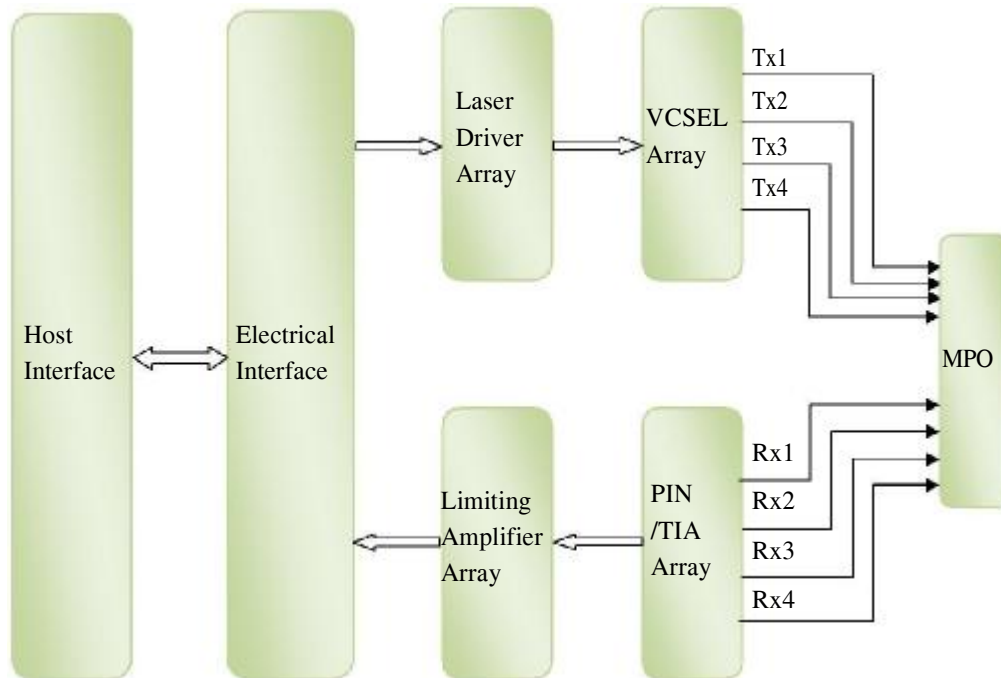 Host
Interface
Electrical
Interface
Laser
Driver
Array
VCSEL
Array
Tx1
Tx2
Tx3
Tx4
MPO
Limiting
Amplifier
Array
PIN
/TIA
Array
Rx1
Rx2
Rx3
Rx4